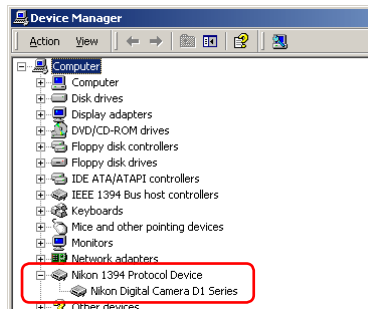 Device Manager
Action View
Computer
Computer
Disk drives
Display adapters
DVD/CD-ROM drives
Floppy disk controllers
Floppy disk drives
IDE ATA/ATAPI controllers
IEEE 1394 Bus host controllers
Keyboards
Mice and other pointing devices
Monitors
Network adapters
Nikon 1394 Protocol Device
Nikon Digital Camera D1 Series
Other devices